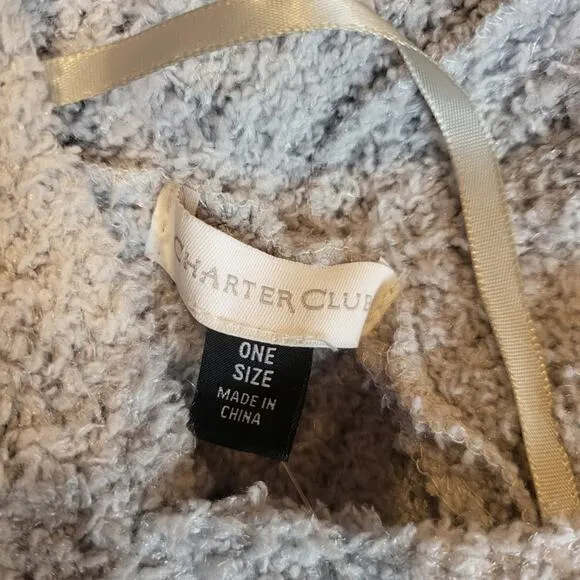 CHARTER CLUB
ONE
SIZE
MADE IN
CHINA